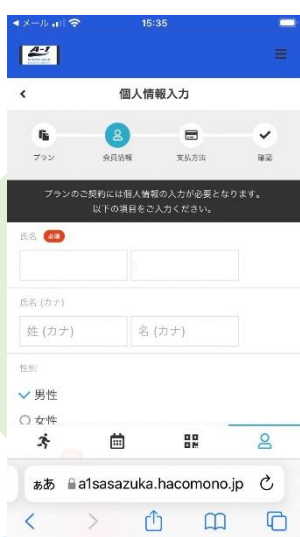 メール 15:35
A-1
個人情報入力
プラン 会員情報 支払方法 確認
プランのご契約には個人情報の入力が必要となります。
以下の項目をご入力ください。
氏名 必須
氏名 (カナ)
姓 (カナ) 名 (カナ)
性別
男性
女性
ぁあ a1sasazuka.hacomono.jp